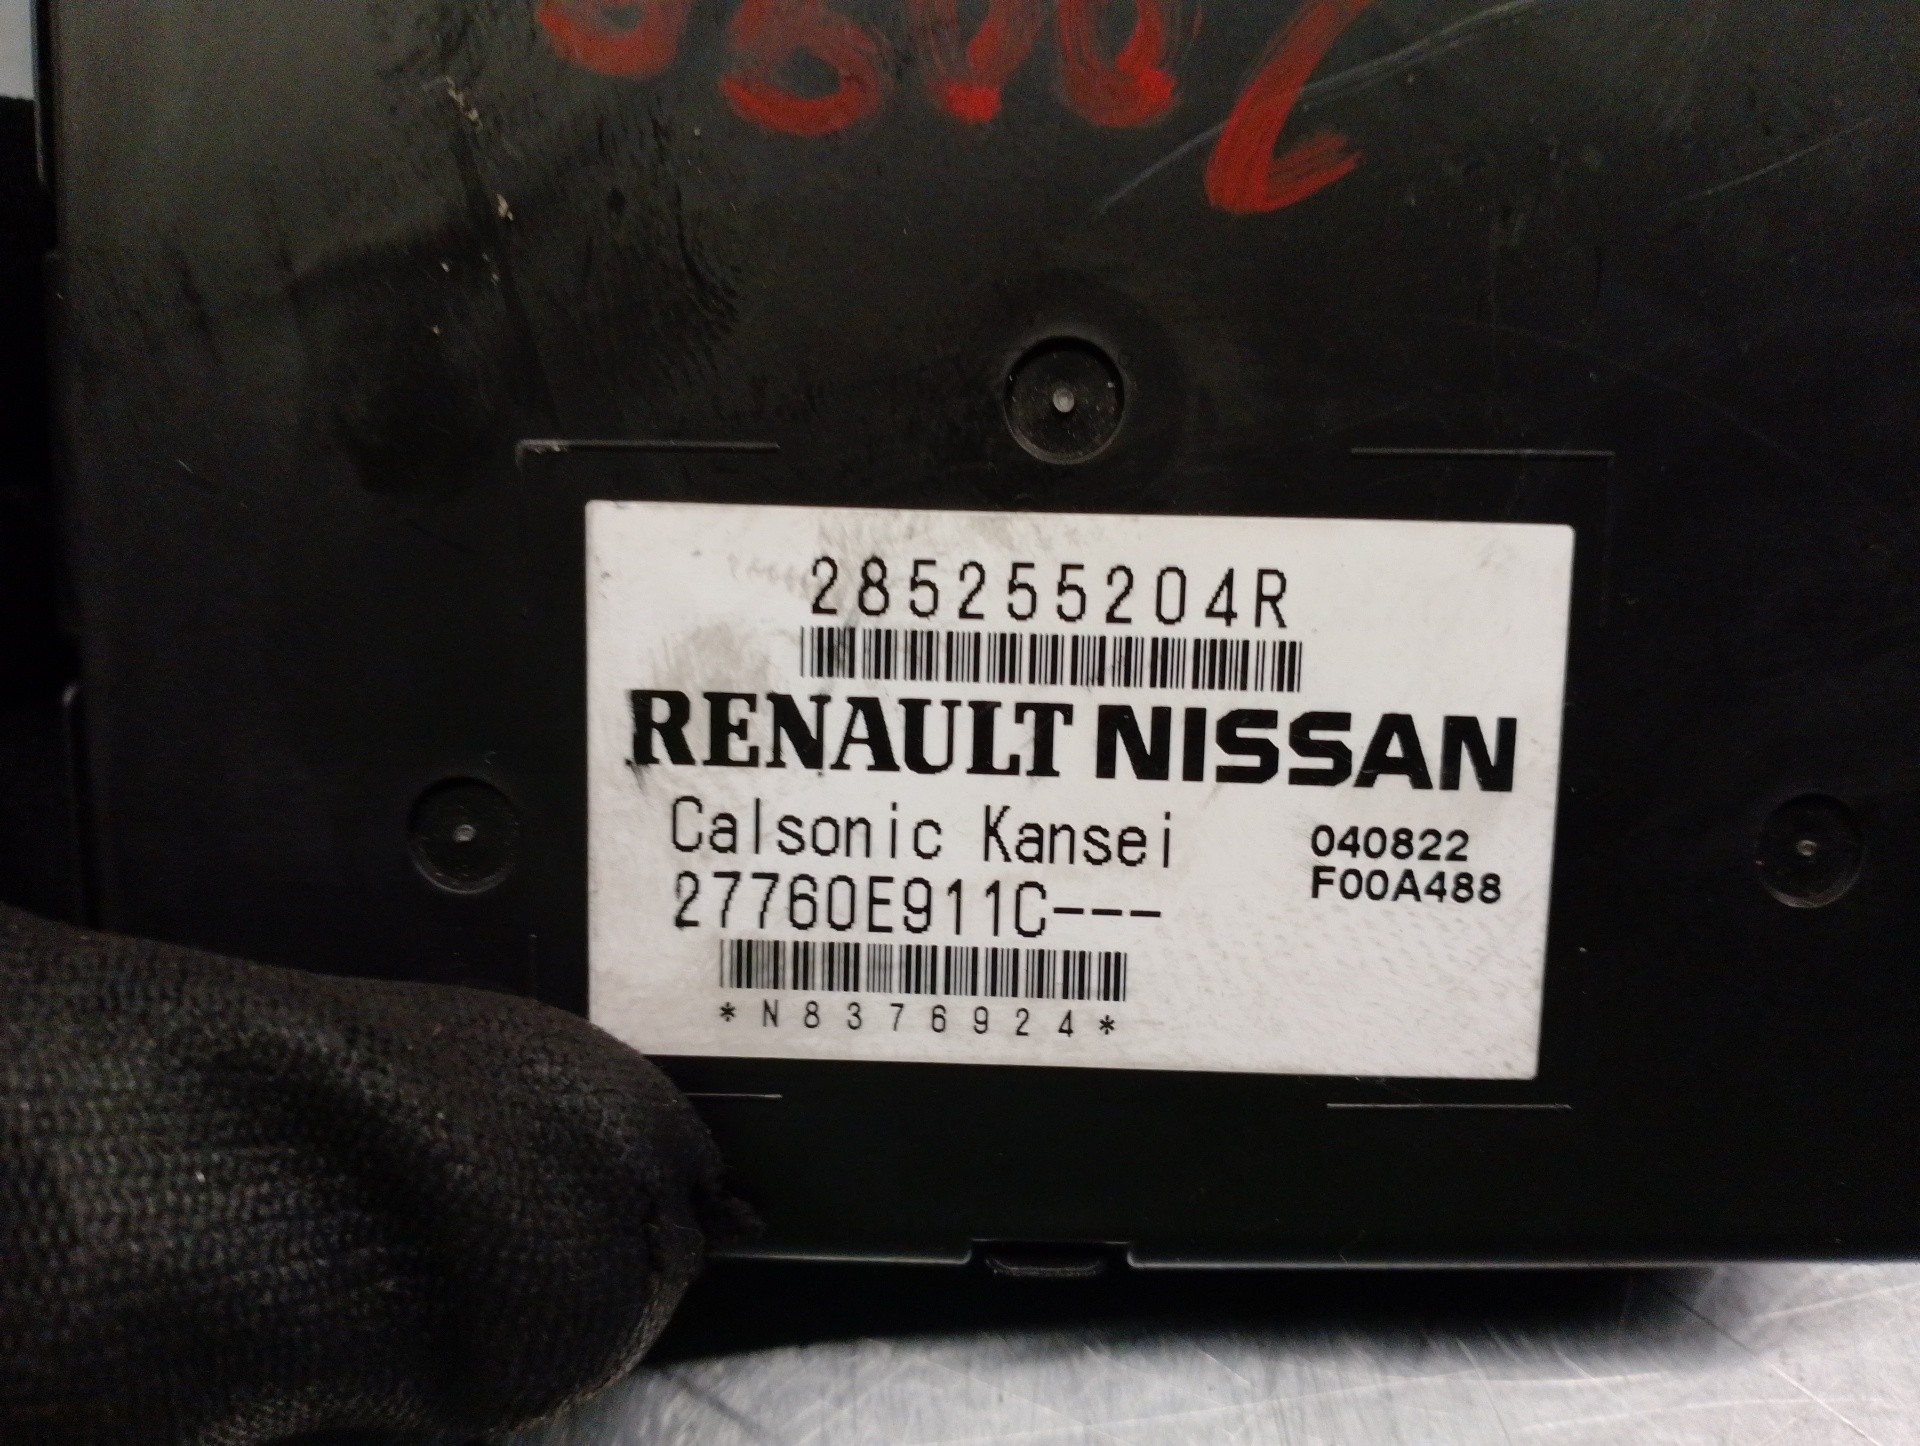 285255204R
RENAULT NISSAN
Calsonic Kansei
27760E911C---
040822
F00A488
*N8376924*